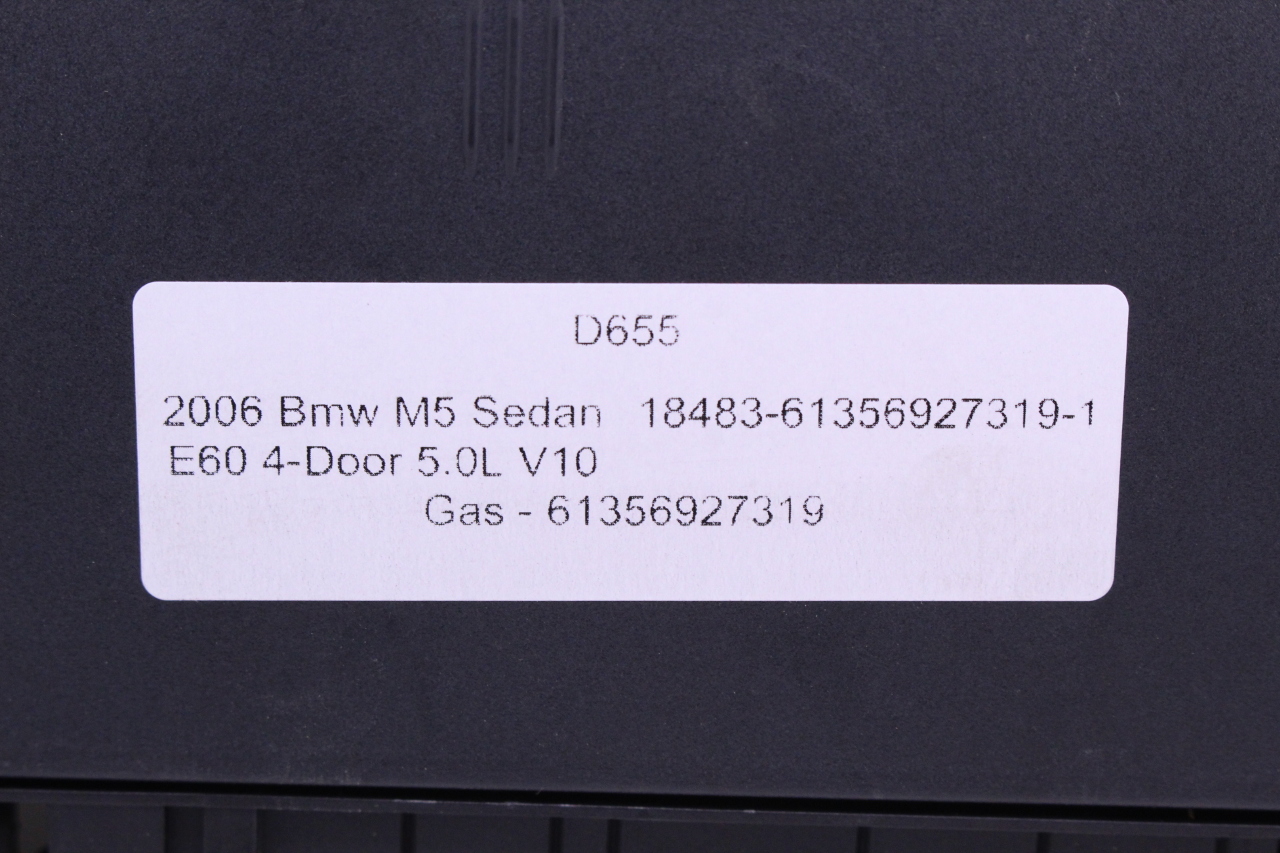 D655
2006 Bmw M5 Sedan 18483-61356927319-1
E60 4-Door 5.0L V10
Gas - 61356927319